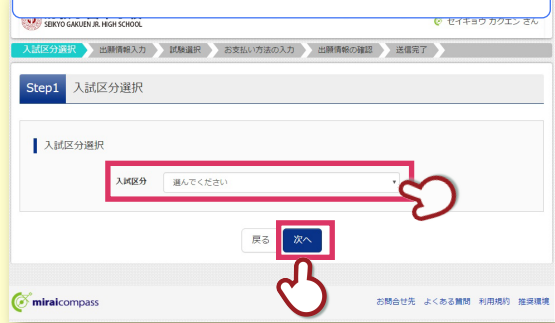 SEIKYO GAKUEN JR. HIGH SCHOOL
セイキョウ カクエン さん
入試区分選択 出願情報入力 試験選択 お支払い方法の入力 出願情報の確認 送信完了
Step1 入試区分選択
入試区分選択
入試区分 選んでください
戻る 次へ
miraicompass
お問合せ先 よくある質問 利用規約 推奨環境